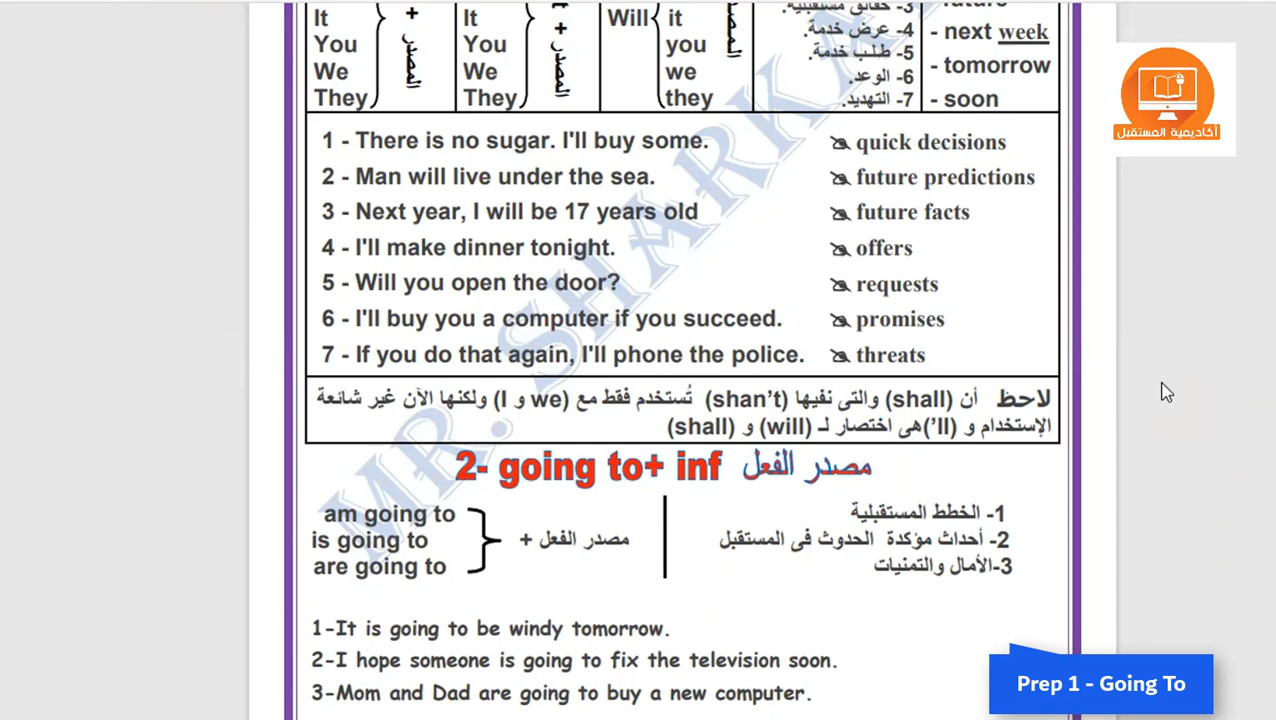 It
You
We
They
+ المصدر
It
You
We
They
+ المصدر
Will
it
you
we
they
المصدر
3- حقائق مستقبلية.
4- عرض خدمة.
5- طلب خدمة.
6- الوعد.
7- التهديد.
- next week
- tomorrow
- soon
أكاديمية المستقبل
1 - There is no sugar. I'll buy some.
quick decisions
2 - Man will live under the sea.
future predictions
3 - Next year, I will be 17 years old
future facts
4 - I'll make dinner tonight.
offers
5 - Will you open the door?
requests
6 - I'll buy you a computer if you succeed.
promises
7 - If you do that again, I'll phone the police.
threats
لاحظ أن (shall) والتى نفيها (shan't) تُستخدم فقط مع (we و I) ولكنها الآن غير شائعة
الإستخدام و ('ll)هى اختصار لـ (will) و (shall)
2- going to+ inf مصدر الفعل
am going to
is going to
are going to
+ مصدر الفعل
1- الخطط المستقبلية
2- أحداث مؤكدة الحدوث فى المستقبل
3-الأمال والتمنيات
1-It is going to be windy tomorrow.
2-I hope someone is going to fix the television soon.
3-Mom and Dad are going to buy a new computer.
Prep 1 - Going To
MR. SHARKA